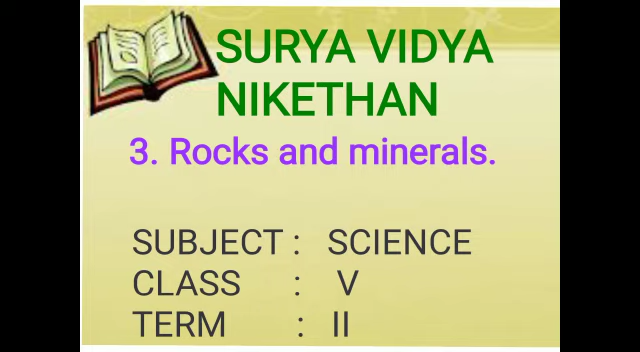 SURYA VIDYA
NIKETHAN
3. Rocks and minerals.
SUBJECT : SCIENCE
CLASS : V
TERM : II